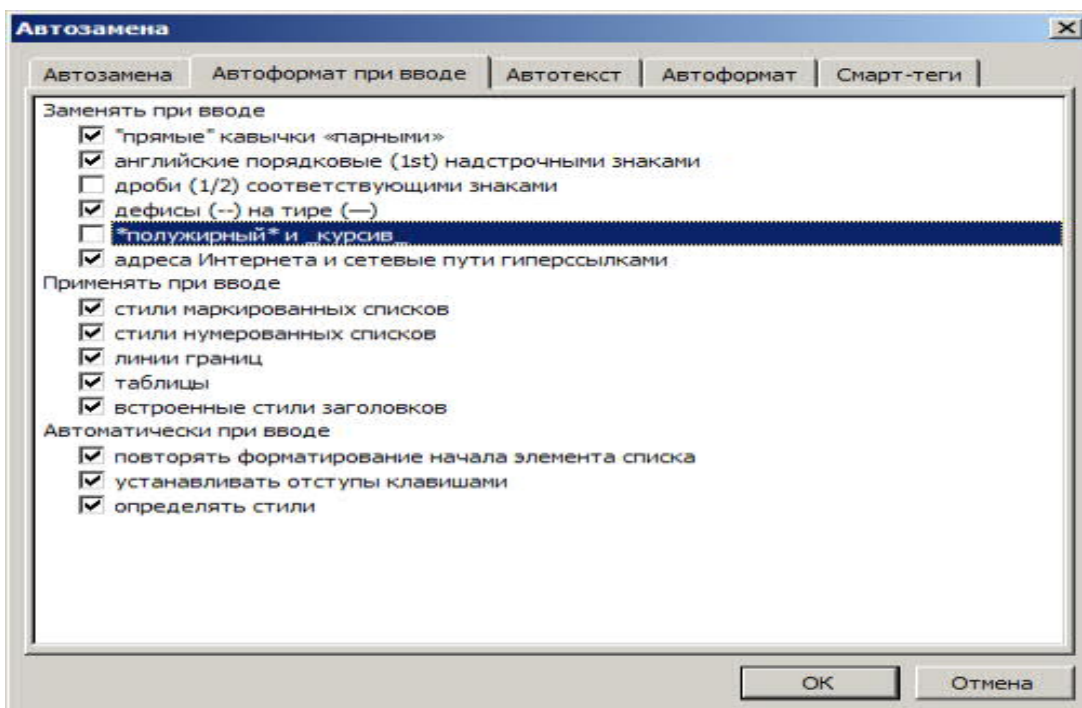 Автозамена
Автозамена Автоформат при вводе Автотекст Автоформат Смарт-теги
Заменять при вводе
"прямые" кавычки «парными»
английские порядковые (1st) надстрочными знаками
дроби (1/2) соответствующими знаками
дефисы (--) на тире (—)
*полужирный* и _курсив_
адреса Интернета и сетевые пути гиперссылками
Применять при вводе
стили маркированных списков
стили нумерованных списков
линии границ
таблицы
встроенные стили заголовков
Автоматически при вводе
повторять форматирование начала элемента списка
устанавливать отступы клавишами
определять стили
OK Отмена